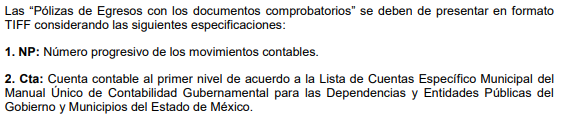 Las “Pólizas de Egresos con los documentos comprobatorios” se deben de presentar en formato
TIFF considerando las siguientes especificaciones:
1. NP: Número progresivo de los movimientos contables.
2. Cta: Cuenta contable al primer nivel de acuerdo a la Lista de Cuentas Específico Municipal del
Manual Único de Contabilidad Gubernamental para las Dependencias y Entidades Públicas del
Gobierno y Municipios del Estado de México.